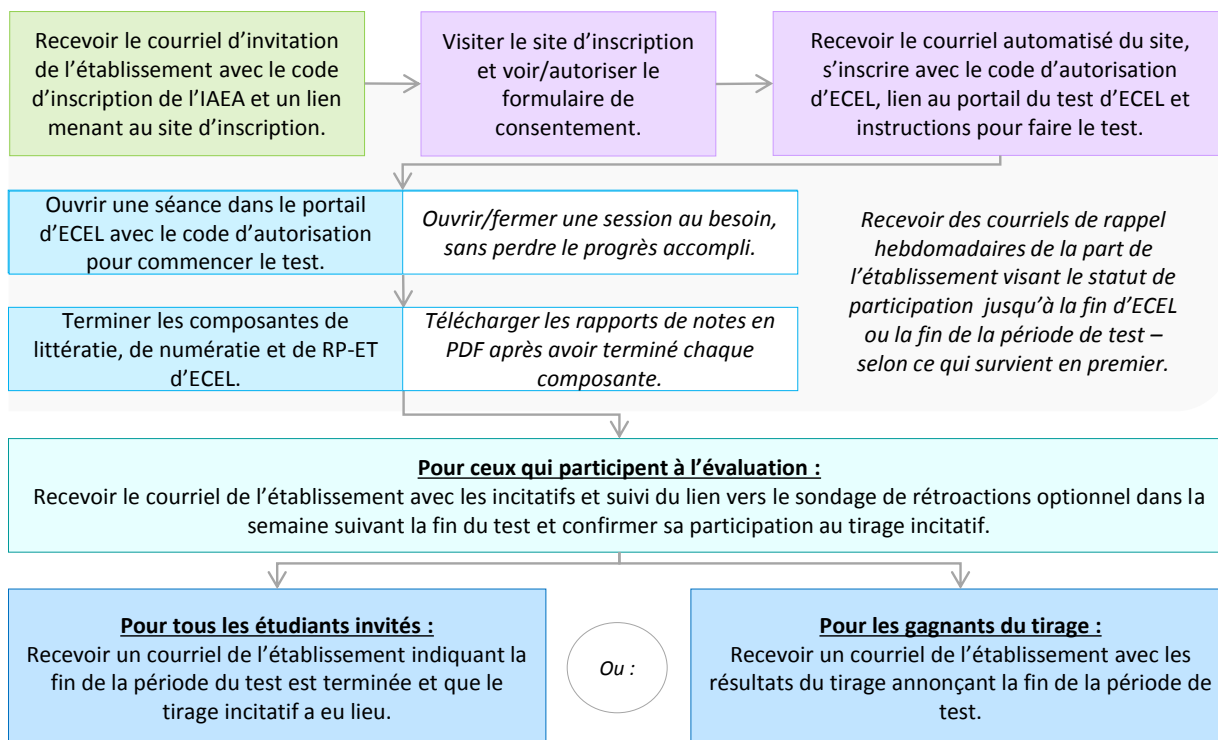 Recevoir le courriel d’invitation
de l’établissement avec le code
d’inscription de l’IAEA et un lien
menant au site d’inscription.
Visiter le site d’inscription
et voir/autoriser le
formulaire de
consentement.
Recevoir le courriel automatisé du site,
s’inscrire avec le code d’autorisation
d’ECEL, lien au portail du test d’ECEL et
instructions pour faire le test.
Ouvrir une séance dans le portail
d’ECEL avec le code d’autorisation
pour commencer le test.
Ouvrir/fermer une session au besoin,
sans perdre le progrès accompli.
Terminer les composantes de
littératie, de numératie et de RP-ET
d’ECEL.
Télécharger les rapports de notes en
PDF après avoir terminé chaque
composante.
Recevoir des courriels de rappel
hebdomadaires de la part de
l’établissement visant le statut de
participation jusqu’à la fin d’ECEL
ou la fin de la période de test –
selon ce qui survient en premier.
Pour ceux qui participent à l’évaluation :
Recevoir le courriel de l’établissement avec les incitatifs et suivi du lien vers le sondage de rétroactions optionnel dans la
semaine suivant la fin du test et confirmer sa participation au tirage incitatif.
Pour tous les étudiants invités :
Recevoir un courriel de l’établissement indiquant la
fin de la période du test est terminée et que le
tirage incitatif a eu lieu.
Ou :
Pour les gagnants du tirage :
Recevoir un courriel de l’établissement avec les
résultats du tirage annonçant la fin de la période de
test.